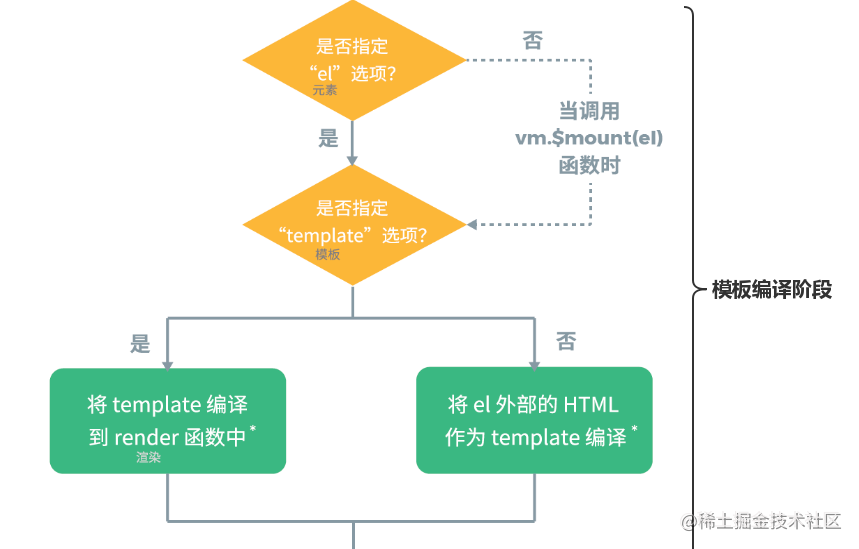 是否指定
“el”选项?
元素
否
当调用
vm.$mount(el)
函数时
是
是否指定
“template”选项?
模板
模板编译阶段
是
否
将 template 编译
到 render 函数中*
渲染
将 el 外部的 HTML
作为 template 编译*
@稀土掘金技术社区